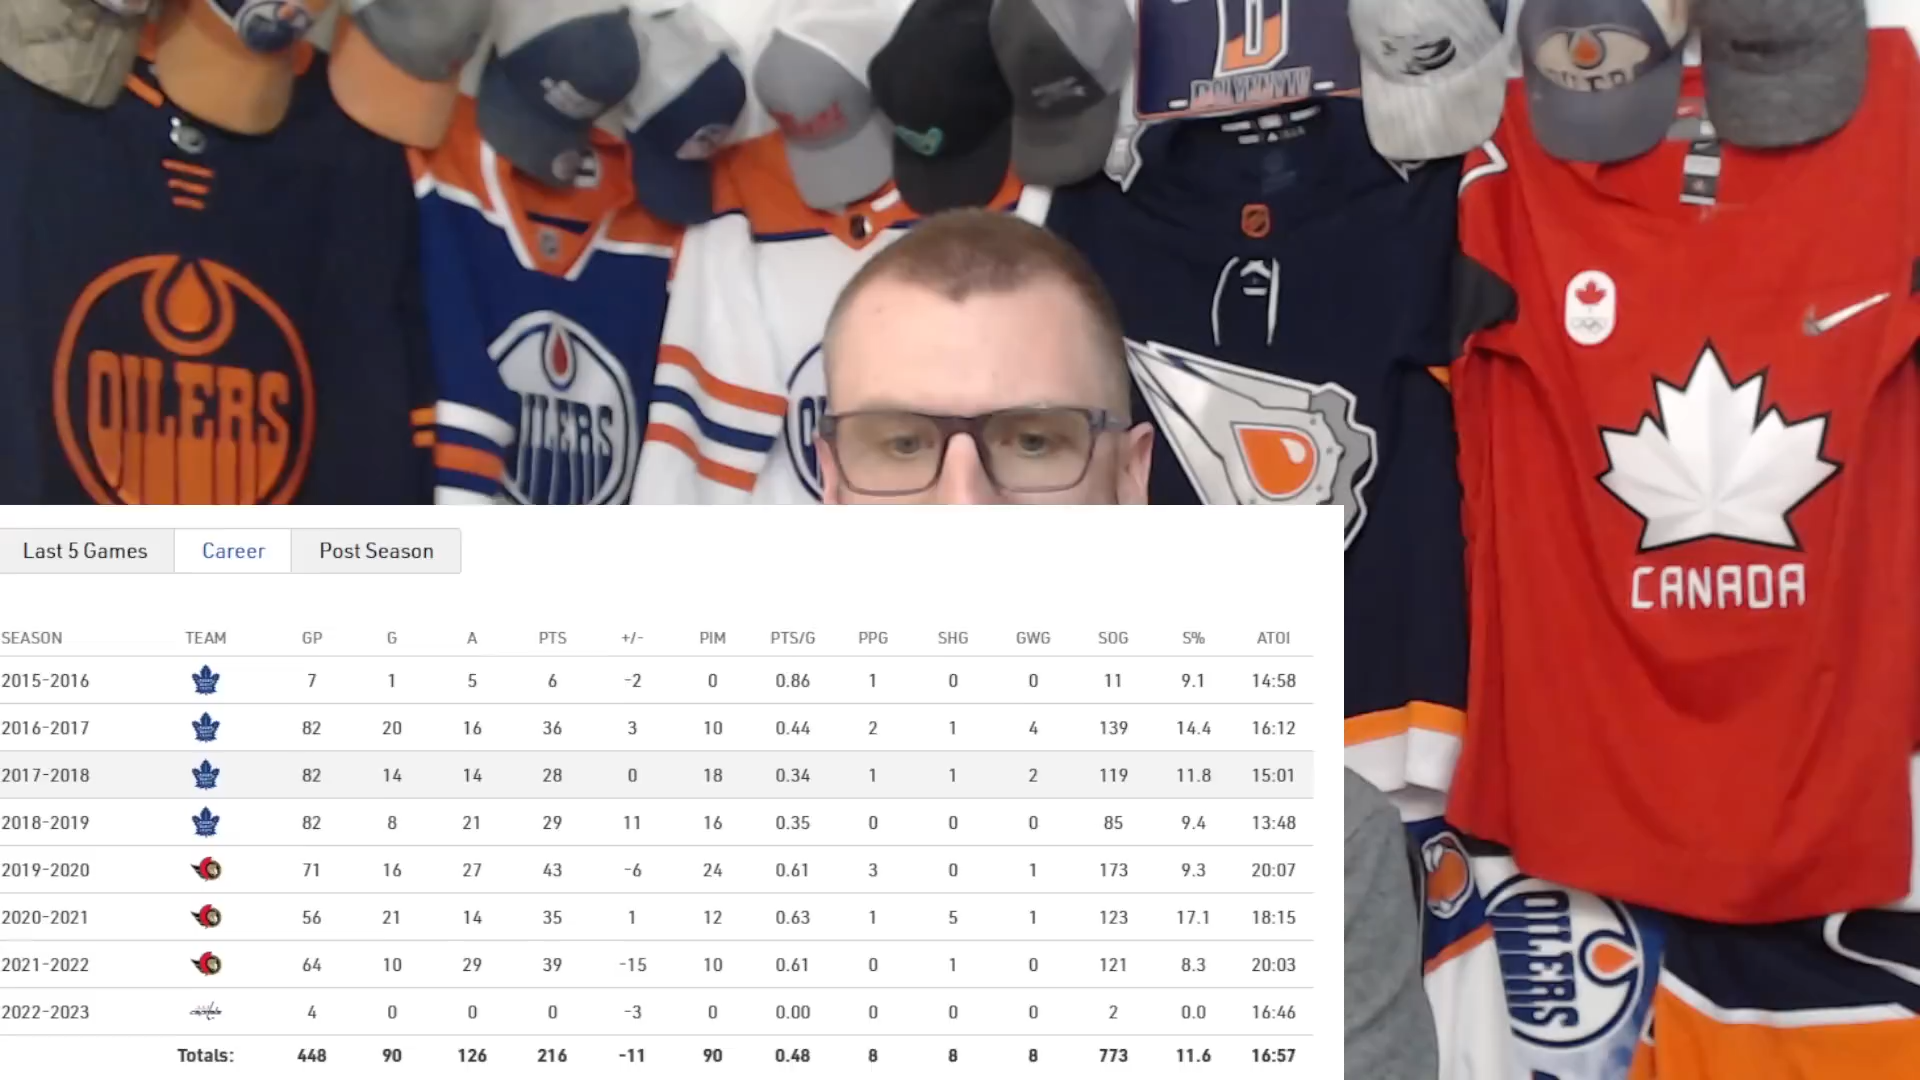 OILERS
OILERS
OILERS
CANADA
Last 5 Games Career Post Season
SEASON TEAM GP G A PTS +/- PIM PTS/G PPG SHG GWG SOG S% ATOI
2015-2016 7 1 5 6 -2 0 0.86 1 0 0 11 9.1 14:58
2016-2017 82 20 16 36 3 10 0.44 2 1 4 139 14.4 16:12
2017-2018 82 14 14 28 0 18 0.34 1 1 2 119 11.8 15:01
2018-2019 82 8 21 29 11 16 0.35 0 0 0 85 9.4 13:48
2019-2020 71 16 27 43 -6 24 0.61 3 0 1 173 9.3 20:07
2020-2021 56 21 14 35 1 12 0.63 1 5 1 123 17.1 18:15
2021-2022 64 10 29 39 -15 10 0.61 0 1 0 121 8.3 20:03
2022-2023 4 0 0 0 -3 0 0.00 0 0 0 2 0.0 16:46
Totals: 448 90 126 216 -11 90 0.48 8 8 8 773 11.6 16:57
OILERS